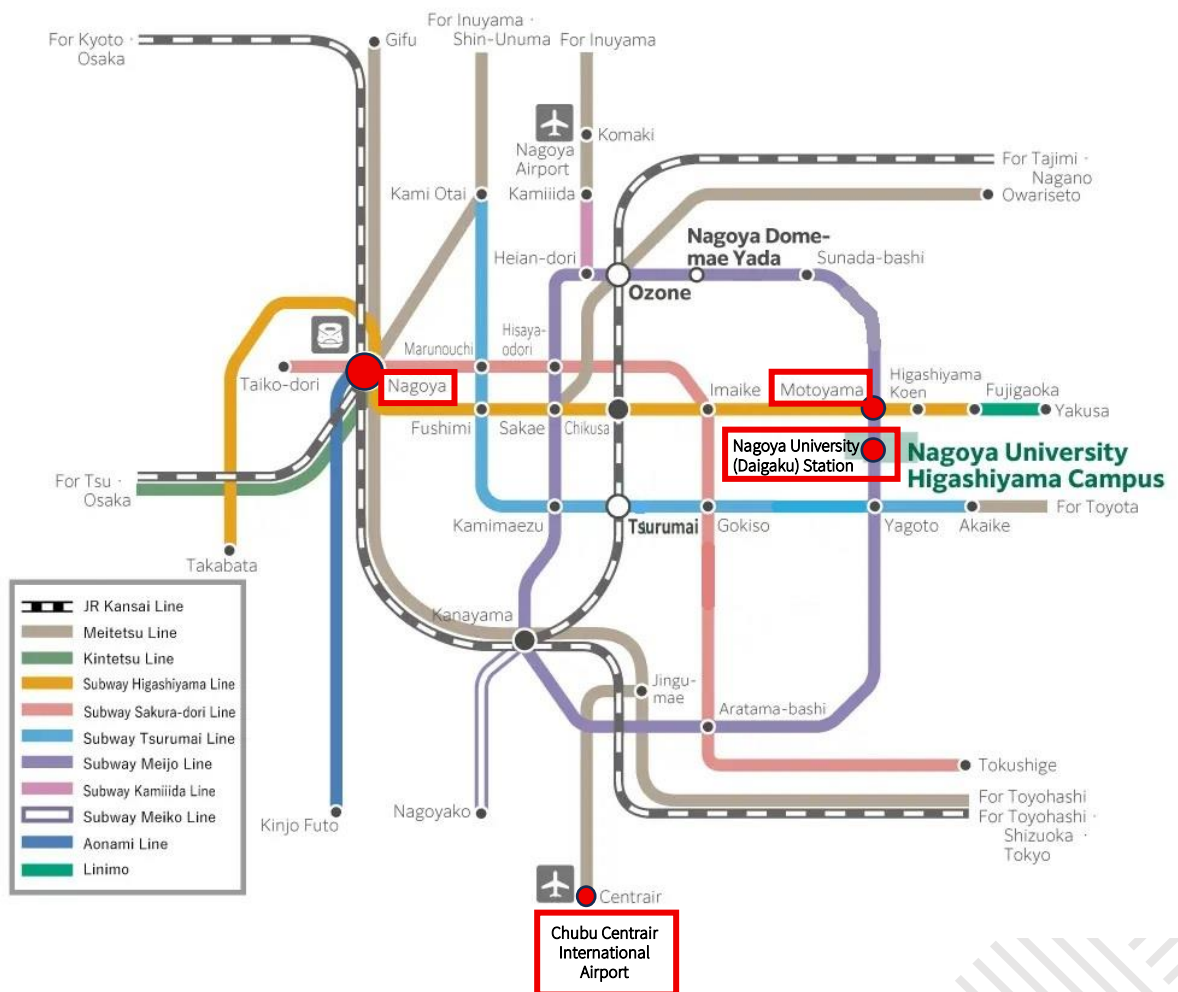 For Kyoto ·
Osaka
Gifu
For Inuyama ·
Shin-Unuma
For Inuyama
Komaki
Nagoya
Airport
For Tajimi ·
Nagano
Kami Otai
Kamiiida
Owariseto
Nagoya Dome-
mae Yada
Heian-dori
Sunada-bashi
Ozone
Hisaya-
odori
Marunouchi
Taiko-dori
Nagoya
Imaike
Motoyama
Higashiyama
Koen
Fujigaoka
Yakusa
Fushimi
Sakae
Chikusa
Nagoya University
(Daigaku) Station
Nagoya University
Higashiyama Campus
For Tsu ·
Osaka
Kamimaezu
Tsurumai
Gokiso
Yagoto
Akaike
For Toyota
Takabata
JR Kansai Line
Meitetsu Line
Kintetsu Line
Subway Higashiyama Line
Subway Sakura-dori Line
Subway Tsurumai Line
Subway Meijo Line
Subway Kamiiida Line
Subway Meiko Line
Aonami Line
Linimo
Kanayama
Jingu-
mae
Aratama-bashi
Tokushige
Kinjo Futo
Nagoyako
For Toyohashi
For Toyohashi ·
Shizuoka ·
Tokyo
Centrair
Chubu Centrair
International
Airport